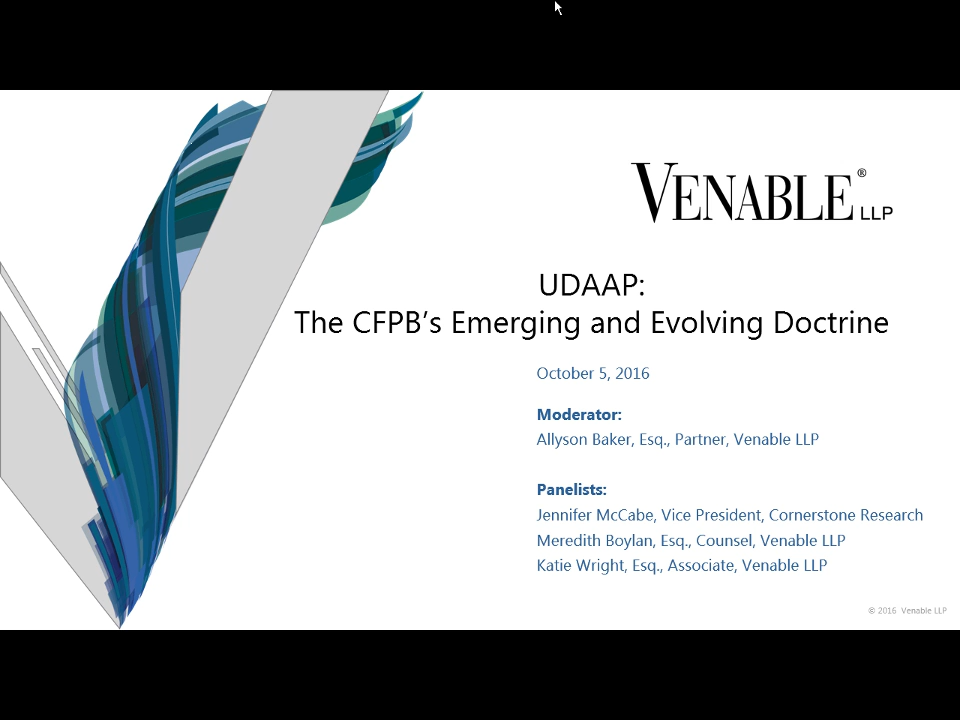 VENABLE® LLP
UDAAP:
The CFPB's Emerging and Evolving Doctrine
October 5, 2016
Moderator:
Allyson Baker, Esq., Partner, Venable LLP
Panelists:
Jennifer McCabe, Vice President, Cornerstone Research
Meredith Boylan, Esq., Counsel, Venable LLP
Katie Wright, Esq., Associate, Venable LLP
© 2016 Venable LLP